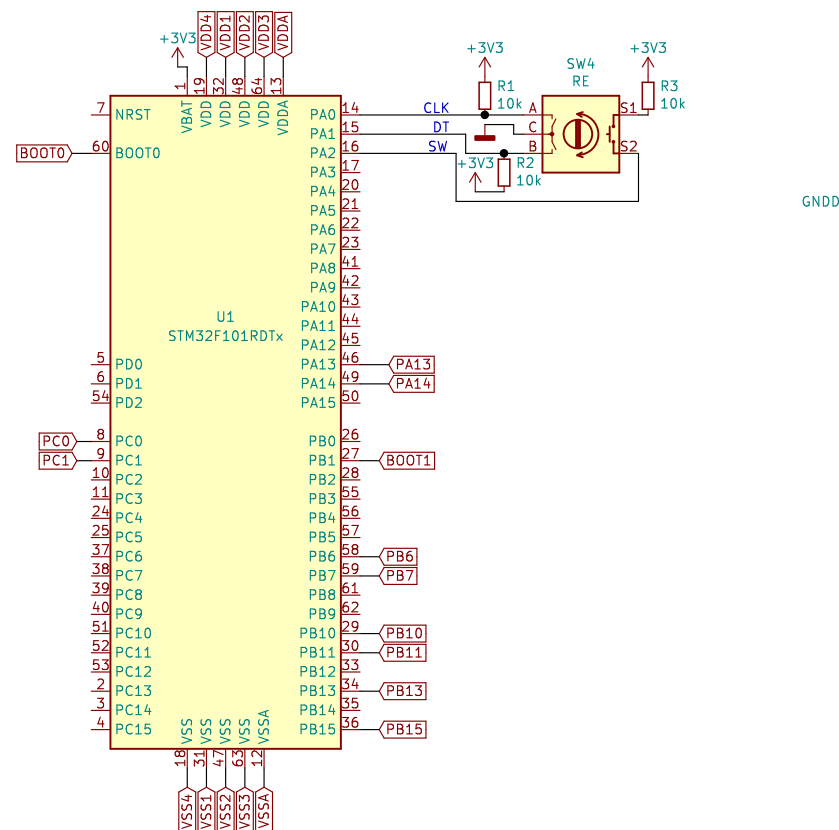 VDD4
VDD1
VDD2
VDD3
VDDA
+3V3
1
19
32
48
64
13
VBAT
VDD
VDD
VDD
VDD
VDDA
+3V3
SW4
RE
+3V3
R1
10k
R3
10k
7 NRST
PA0 14 CLK
A
S1
PA1 15 DT
C
BOOT0 60 BOOT0
PA2 16 SW
B
S2
+3V3
R2
10k
PA3 17
PA4 20
GNDD
PA5 21
PA6 22
PA7 23
PA8 41
PA9 42
PA10 43
U1
STM32F101RDTx
PA11 44
PA12 45
5 PD0
PA13 46 PA13
6 PD1
PA14 49 PA14
54 PD2
PA15 50
PC0 8 PC0
PB0 26
PC1 9 PC1
PB1 27 BOOT1
10 PC2
PB2 28
11 PC3
PB3 55
24 PC4
PB4 56
25 PC5
PB5 57
37 PC6
PB6 58 PB6
38 PC7
PB7 59 PB7
39 PC8
PB8 61
40 PC9
PB9 62
51 PC10
PB10 29 PB10
52 PC11
PB11 30 PB11
53 PC12
PB12 33
2 PC13
PB13 34 PB13
3 PC14
PB14 35
4 PC15
PB15 36 PB15
VSS
VSS
VSS
VSS
VSSA
18
31
47
63
12
VSS4
VSS1
VSS2
VSS3
VSSA